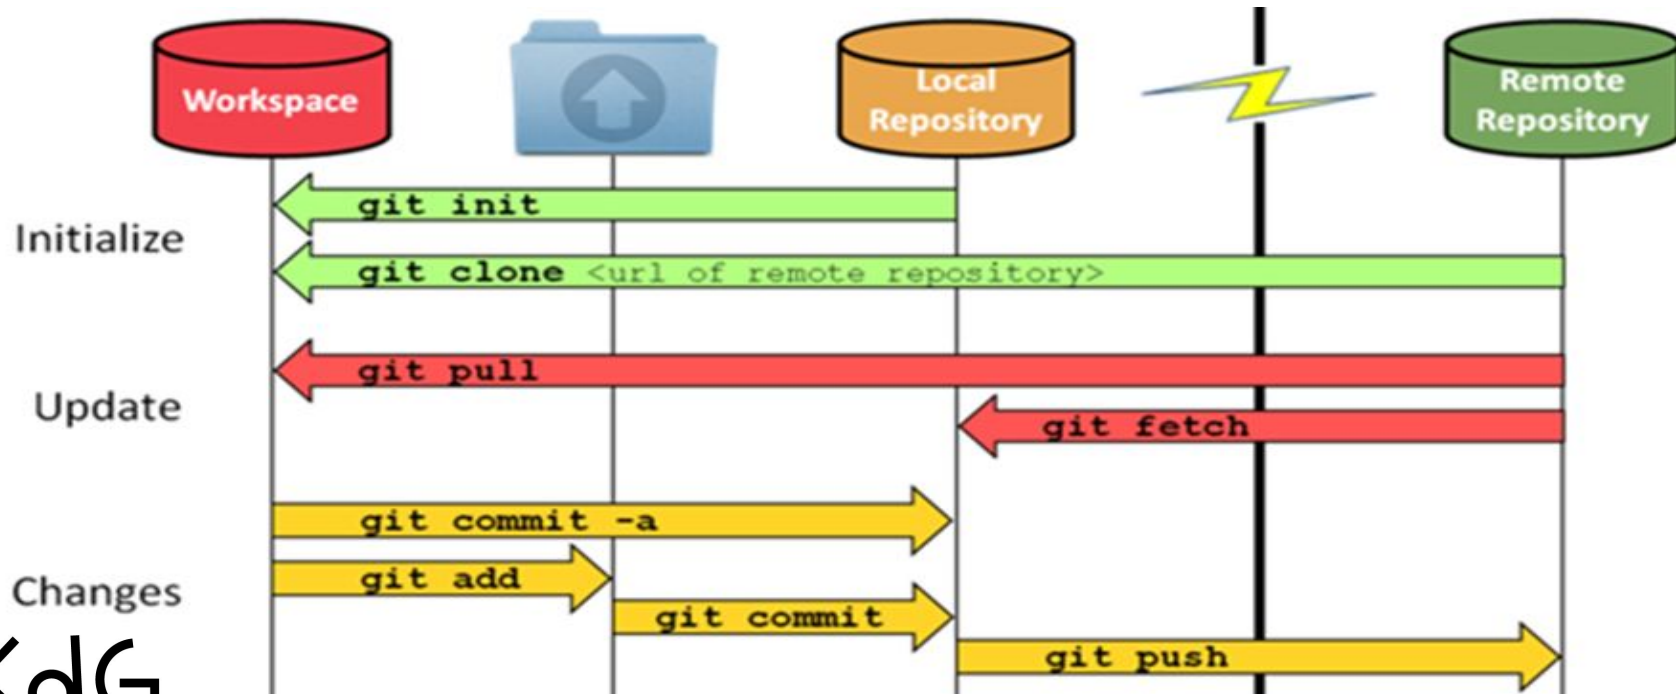 Workspace
Local
Repository
Remote
Repository
Initialize
git init
git clone <url of remote repository>
Update
git pull
git fetch
Changes
git commit -a
git add
git commit
git push
KdG